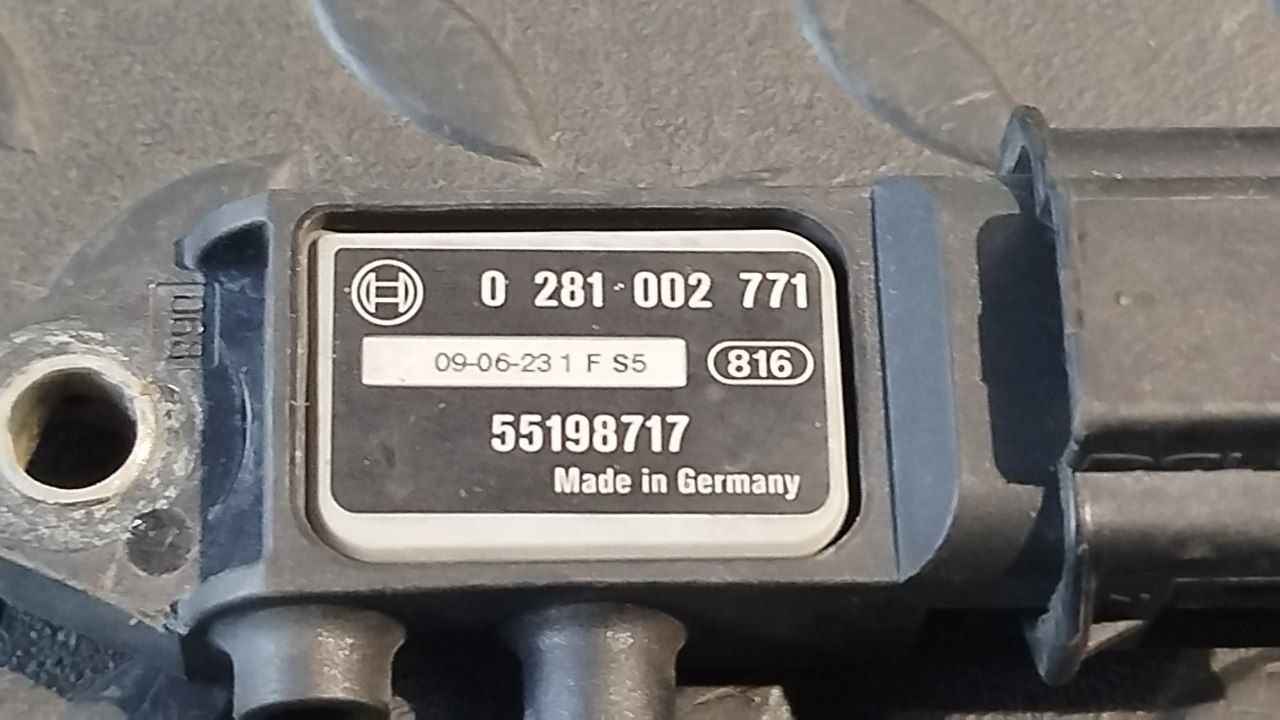 0 281 002 771
09-06-23 1 F S5
816
55198717
Made in Germany